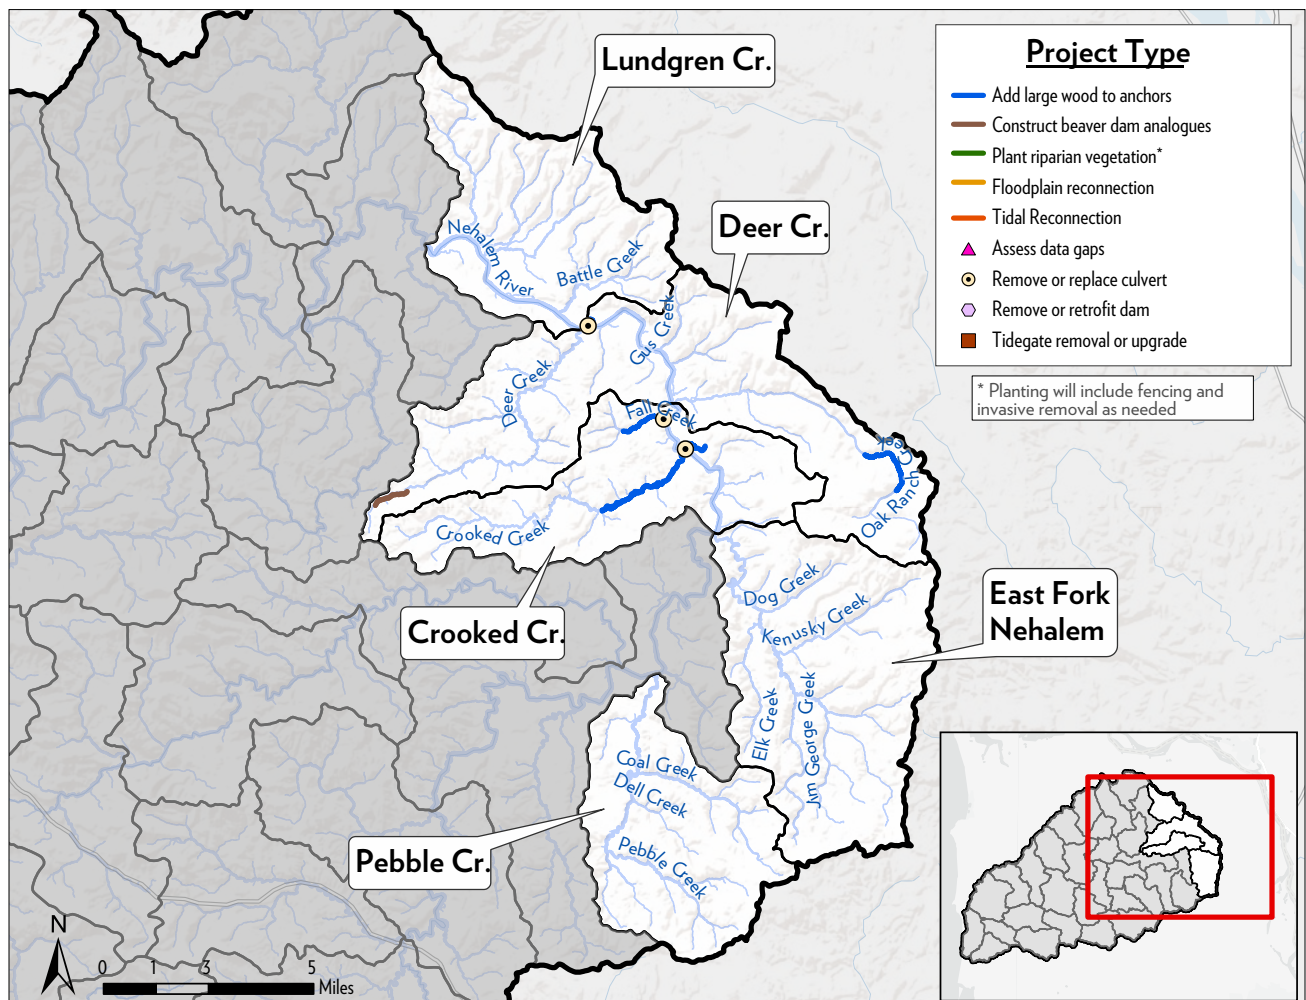 Lundgren Cr.
Deer Cr.
Nehalem River
Battle Creek
Gus Creek
Deer Creek
Fall Creek
Oak Ranch Creek
Crooked Creek
Crooked Cr.
Dog Creek
Kenusky Creek
East Fork
Nehalem
Elk Creek
Jim George Creek
Coal Creek
Dell Creek
Pebble Creek
Pebble Cr.
Project Type
Add large wood to anchors
Construct beaver dam analogues
Plant riparian vegetation*
Floodplain reconnection
Tidal Reconnection
Assess data gaps
Remove or replace culvert
Remove or retrofit dam
Tidegate removal or upgrade
* Planting will include fencing and
invasive removal as needed
N
0 1 3 5
Miles